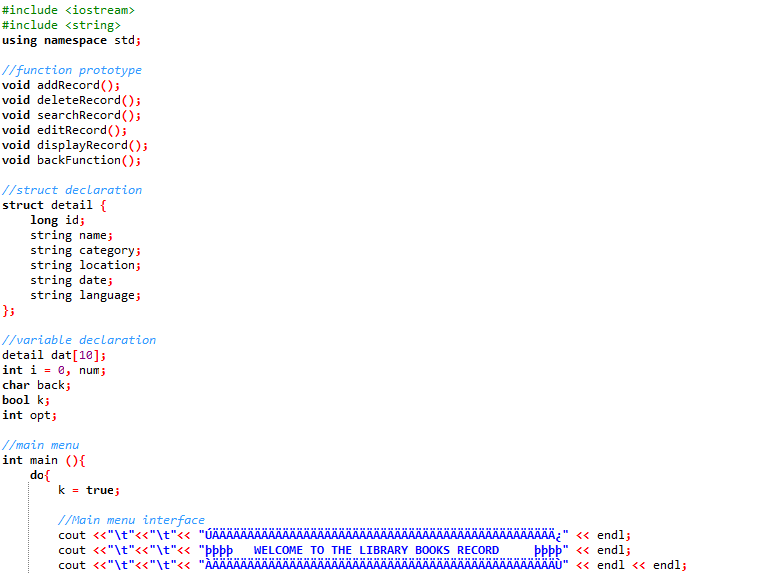 #include <iostream>
#include <string>
using namespace std;

//function prototype
void addRecord();
void deleteRecord();
void searchRecord();
void editRecord();
void displayRecord();
void backFunction();

//struct declaration
struct detail {
    long id;
    string name;
    string category;
    string location;
    string date;
    string language;
};

//variable declaration
detail dat[10];
int i = 0, num;
char back;
bool k;
int opt;

//main menu
int main (){
    do{
        k = true;

        //Main menu interface
        cout <<"\t"<<"\t"<< "ÚÄÄÄÄÄÄÄÄÄÄÄÄÄÄÄÄÄÄÄÄÄÄÄÄÄÄÄÄÄÄÄÄÄÄÄÄÄÄÄÄÄÄÄÄÄÄÄÄÄ¿" << endl;
        cout <<"\t"<<"\t"<< "þþþþ   WELCOME TO THE LIBRARY BOOKS RECORD     þþþþ" << endl;
        cout <<"\t"<<"\t"<< "ÀÄÄÄÄÄÄÄÄÄÄÄÄÄÄÄÄÄÄÄÄÄÄÄÄÄÄÄÄÄÄÄÄÄÄÄÄÄÄÄÄÄÄÄÄÄÄÄÄÄÙ" << endl << endl;